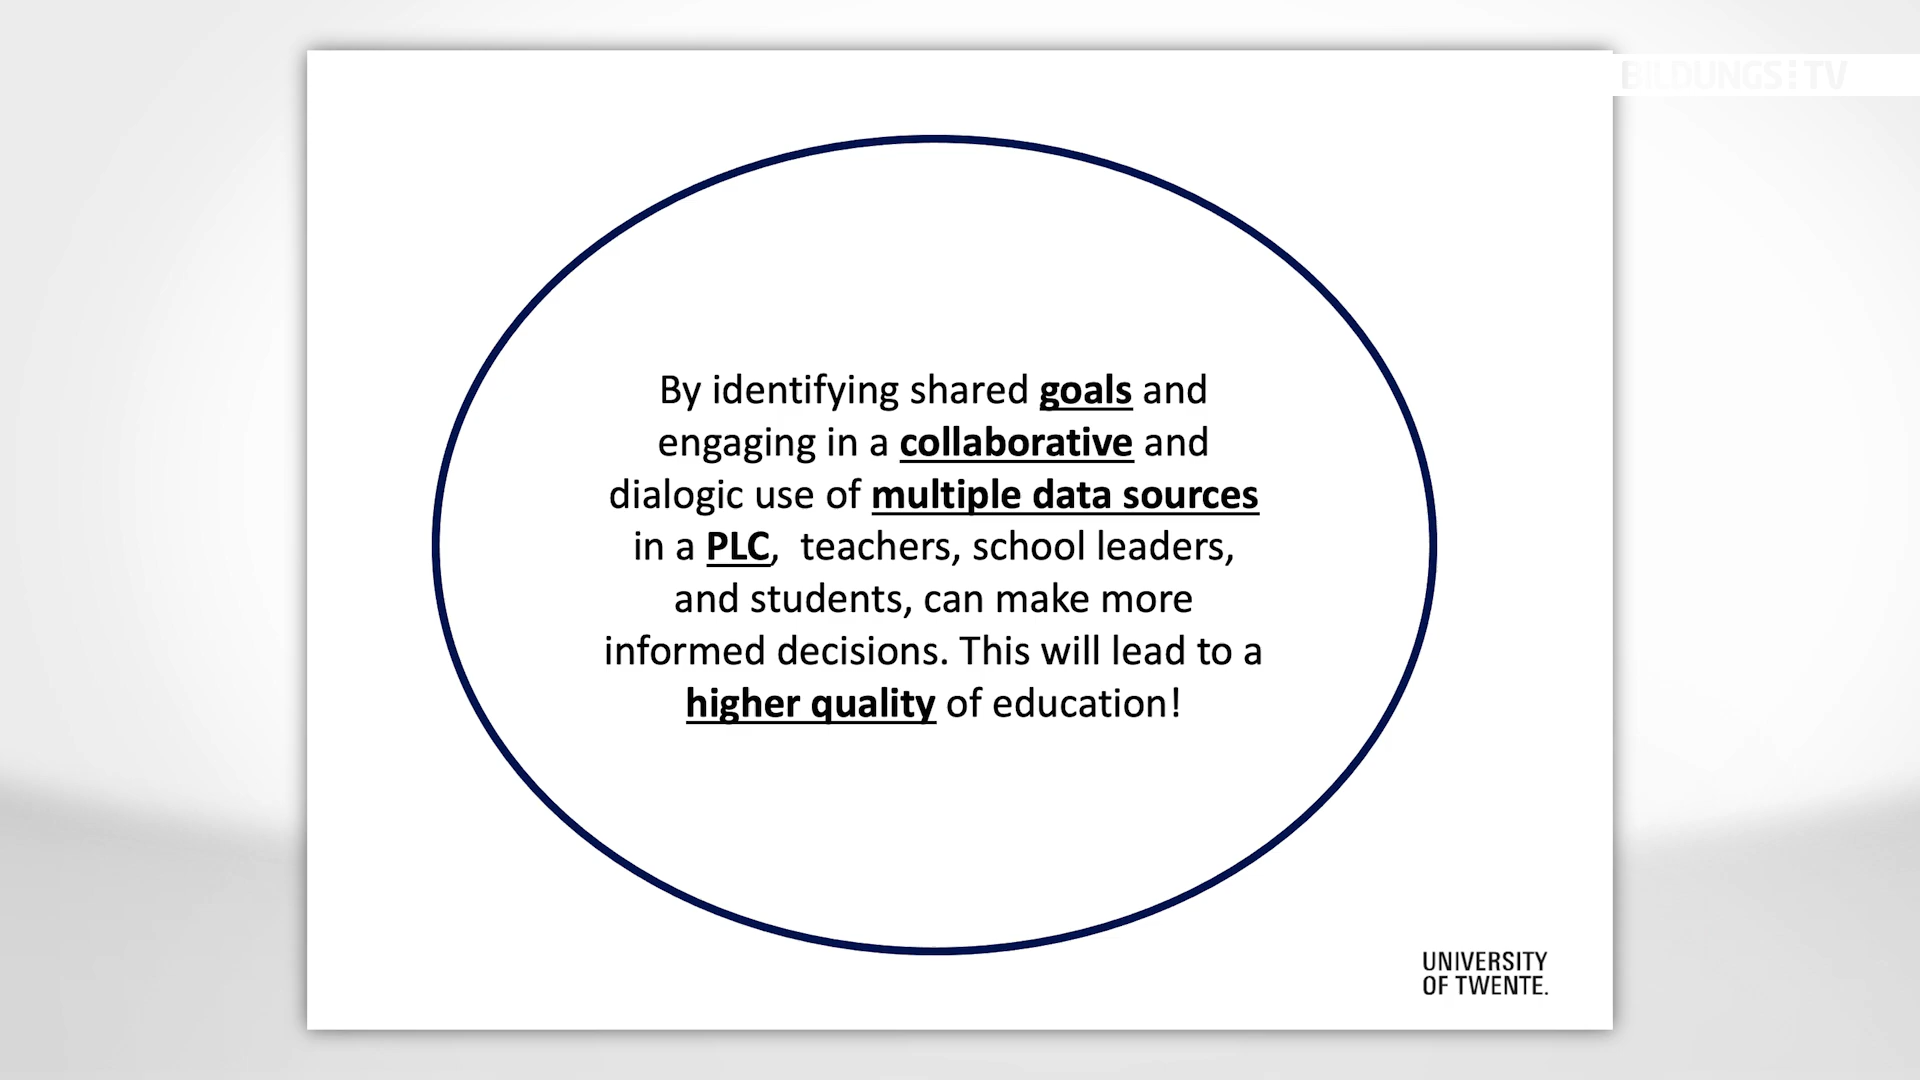 BILDUNGS TV
By identifying shared goals and
engaging in a collaborative and
dialogic use of multiple data sources
in a PLC,  teachers, school leaders,
and students, can make more
informed decisions. This will lead to a
higher quality of education!
UNIVERSITY
OF TWENTE.